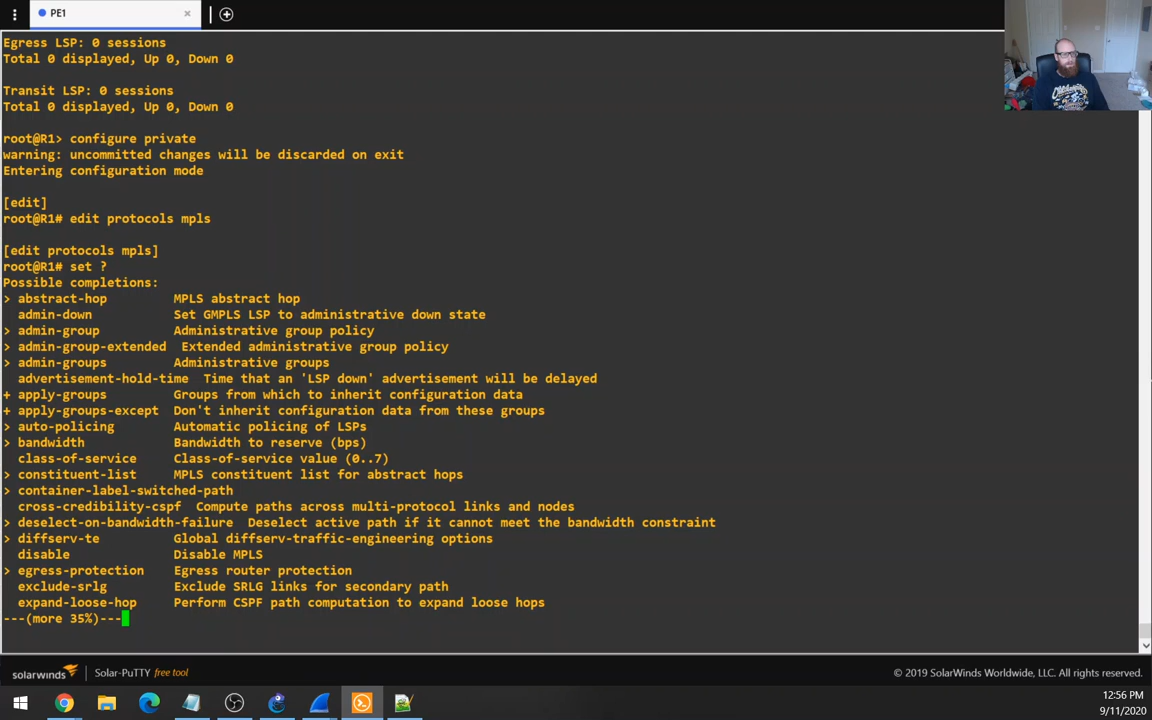 PE1
Egress LSP: 0 sessions
Total 0 displayed, Up 0, Down 0
Transit LSP: 0 sessions
Total 0 displayed, Up 0, Down 0
root@R1> configure private
warning: uncommitted changes will be discarded on exit
Entering configuration mode
[edit]
root@R1# edit protocols mpls
[edit protocols mpls]
root@R1# set ?
Possible completions:
> abstract-hop         MPLS abstract hop
  admin-down           Set GMPLS LSP to administrative down state
> admin-group          Administrative group policy
> admin-group-extended  Extended administrative group policy
> admin-groups         Administrative groups
  advertisement-hold-time  Time that an 'LSP down' advertisement will be delayed
+ apply-groups         Groups from which to inherit configuration data
+ apply-groups-except  Don't inherit configuration data from these groups
> auto-policing        Automatic policing of LSPs
> bandwidth            Bandwidth to reserve (bps)
  class-of-service     Class-of-service value (0..7)
> constituent-list     MPLS constituent list for abstract hops
> container-label-switched-path
  cross-credibility-cspf  Compute paths across multi-protocol links and nodes
> deselect-on-bandwidth-failure  Deselect active path if it cannot meet the bandwidth constraint
> diffserv-te          Global diffserv-traffic-engineering options
  disable              Disable MPLS
> egress-protection    Egress router protection
  exclude-srlg         Exclude SRLG links for secondary path
  expand-loose-hop     Perform CSPF path computation to expand loose hops
---(more 35%)---
solarwinds Solar-PuTTY free tool © 2019 SolarWinds Worldwide, LLC. All rights reserved.
12:56 PM
9/11/2020